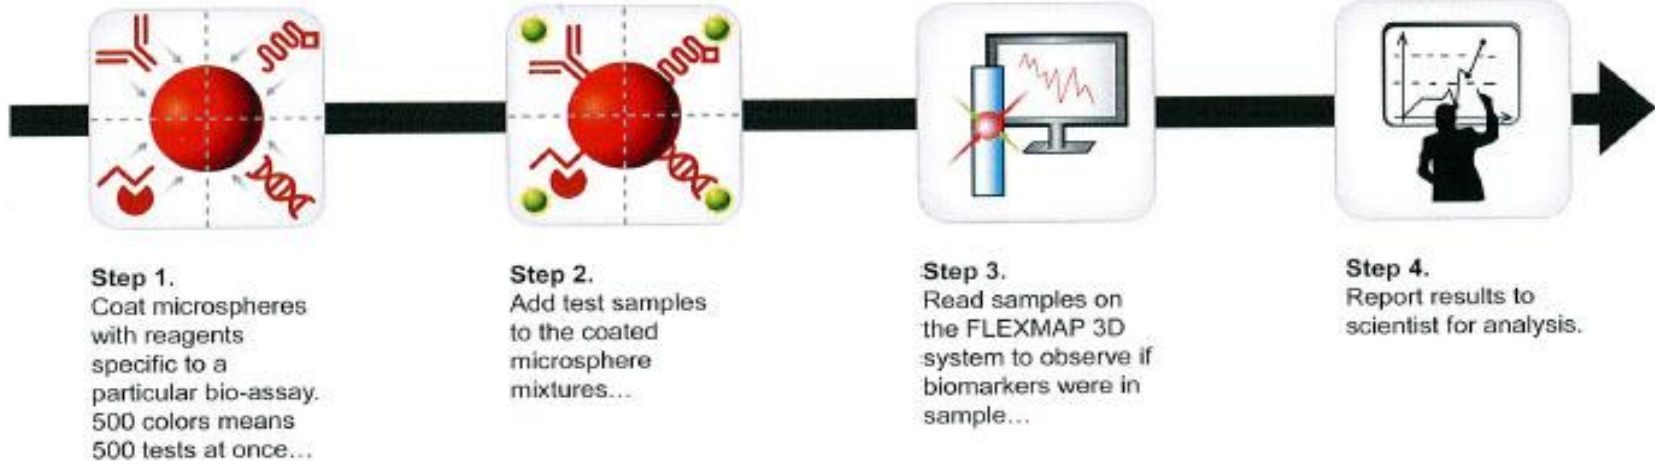 Step 1.
Coat microspheres
with reagents
specific to a
particular bio-assay.
500 colors means
500 tests at once...
Step 2.
Add test samples
to the coated
microsphere
mixtures...
Step 3.
Read samples on
the FLEXMAP 3D
system to observe if
biomarkers were in
sample...
Step 4.
Report results to
scientist for analysis.